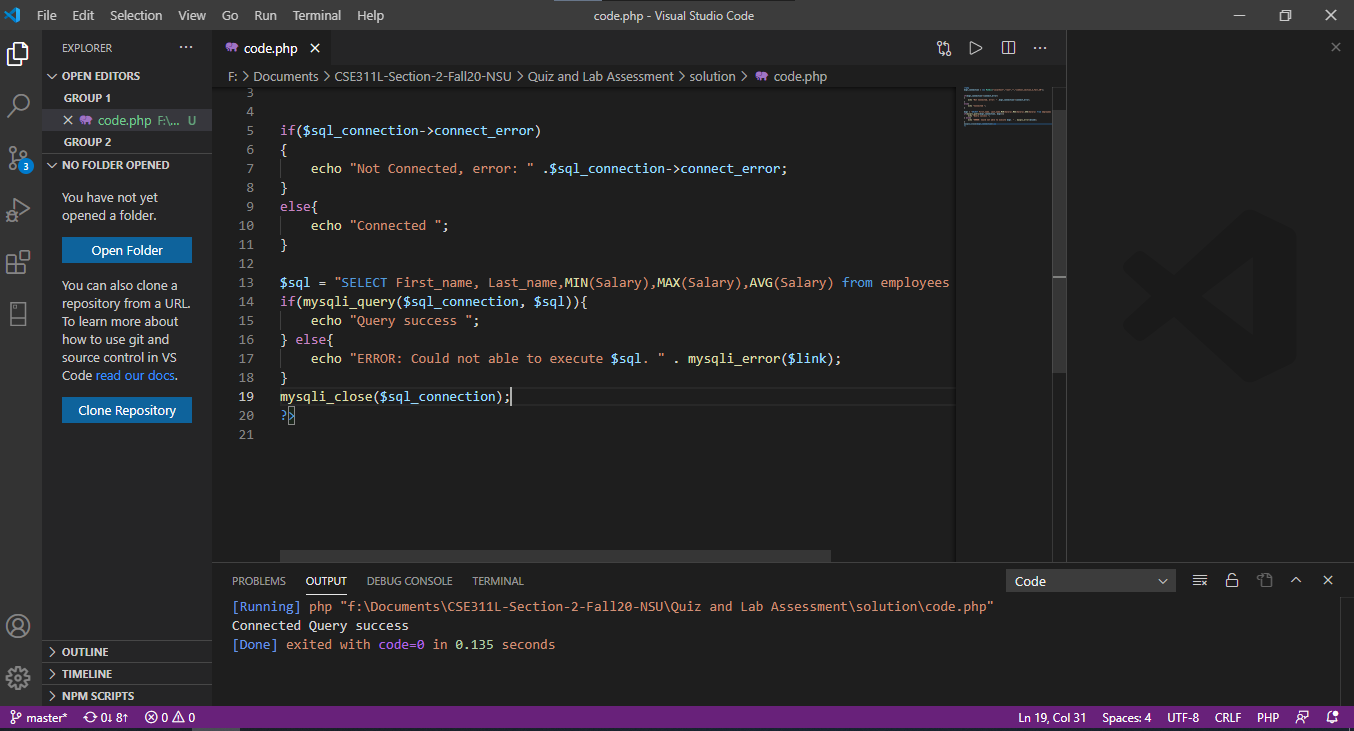 File Edit Selection View Go Run Terminal Help
code.php - Visual Studio Code
EXPLORER
OPEN EDITORS
GROUP 1
code.php F:\... U
GROUP 2
NO FOLDER OPENED
You have not yet
opened a folder.
Open Folder
You can also clone a
repository from a URL.
To learn more about
how to use git and
source control in VS
Code read our docs.
Clone Repository
OUTLINE
TIMELINE
NPM SCRIPTS
3
code.php
F: > Documents > CSE311L-Section-2-Fall20-NSU > Quiz and Lab Assessment > solution > code.php
3
4
5 if($sql_connection->connect_error)
6 {
7 echo "Not Connected, error: " .$sql_connection->connect_error;
8 }
9 else{
10 echo "Connected ";
11 }
12
13 $sql = "SELECT First_name, Last_name,MIN(Salary),MAX(Salary),AVG(Salary) from employees
14 if(mysqli_query($sql_connection, $sql)){
15 echo "Query success ";
16 } else{
17 echo "ERROR: Could not able to execute $sql. " . mysqli_error($link);
18 }
19 mysqli_close($sql_connection);
20 ?>
21
PROBLEMS OUTPUT DEBUG CONSOLE TERMINAL
Code
[Running] php "f:\Documents\CSE311L-Section-2-Fall20-NSU\Quiz and Lab Assessment\solution\code.php"
Connected Query success
[Done] exited with code=0 in 0.135 seconds
master* 0↓ 8↑ 0 0
Ln 19, Col 31 Spaces: 4 UTF-8 CRLF PHP